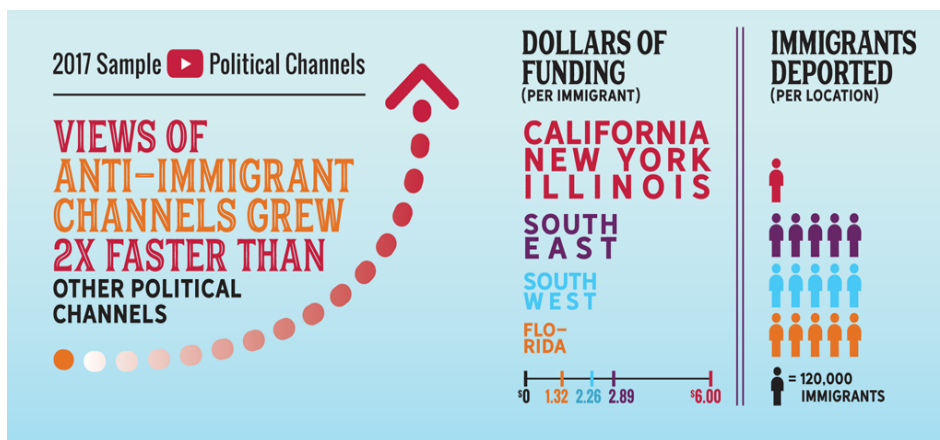 2017 Sample Political Channels
VIEWS OF
ANTI-IMMIGRANT
CHANNELS GREW
2X FASTER THAN
OTHER POLITICAL
CHANNELS
DOLLARS OF
FUNDING
(PER IMMIGRANT)
CALIFORNIA
NEW YORK
ILLINOIS
SOUTH
EAST
SOUTH
WEST
FLO-
RIDA
$0 1.32 2.26 2.89 $6.00
IMMIGRANTS
DEPORTED
(PER LOCATION)
= 120,000
IMMIGRANTS